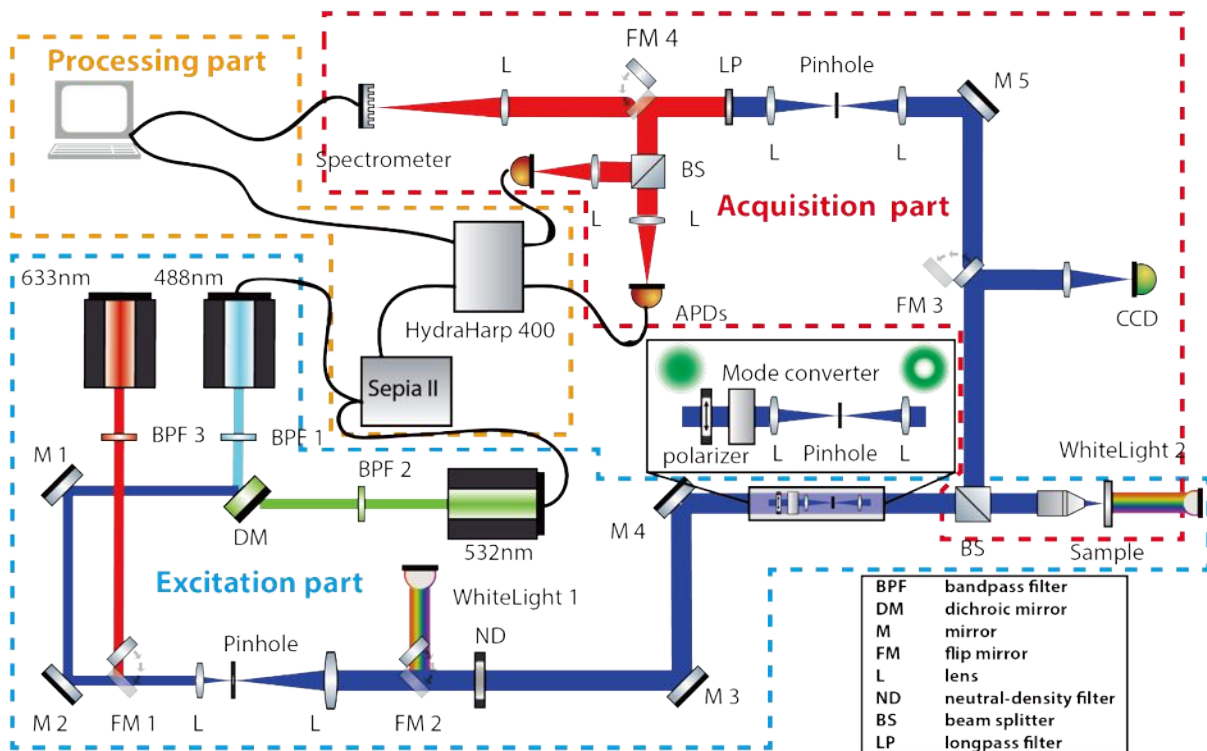 Processing part
FM 4
L
LP
Pinhole
M 5
Spectrometer
L
L
BS
Acquisition part
L
L
633nm
488nm
HydraHarp 400
APDs
FM 3
CCD
Sepia II
Mode converter
BPF 3
BPF 1
polarizer
L
Pinhole
L
WhiteLight 2
M 1
BPF 2
DM
532nm
M 4
BS
Sample
Excitation part
WhiteLight 1
Pinhole
ND
M 2
FM 1
L
L
FM 2
M 3
BPF bandpass filter
DM dichroic mirror
M mirror
FM flip mirror
L lens
ND neutral-density filter
BS beam splitter
LP longpass filter